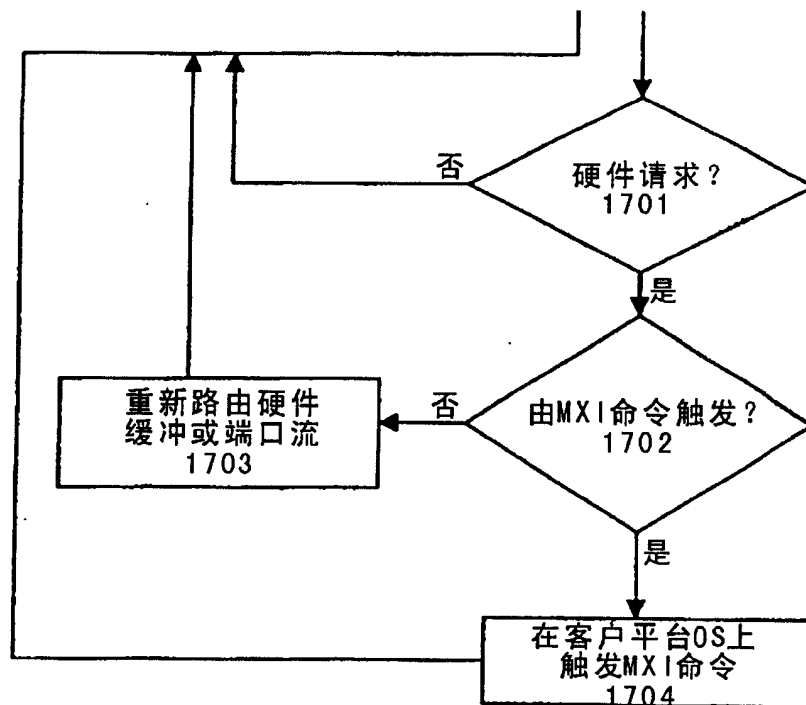 硬件请求？
1701
否
是
由MXI命令触发？
1702
否
重新路由硬件
缓冲或端口流
1703
是
在客户平台OS上
触发MXI命令
1704